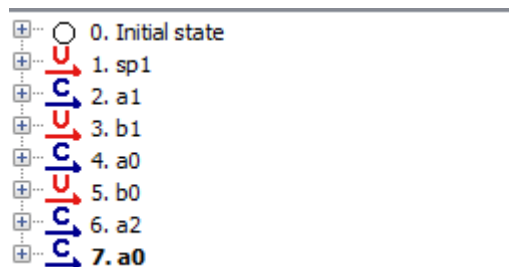 0. Initial state
U 1. sp1
C 2. a1
U 3. b1
C 4. a0
U 5. b0
C 6. a2
C 7. a0